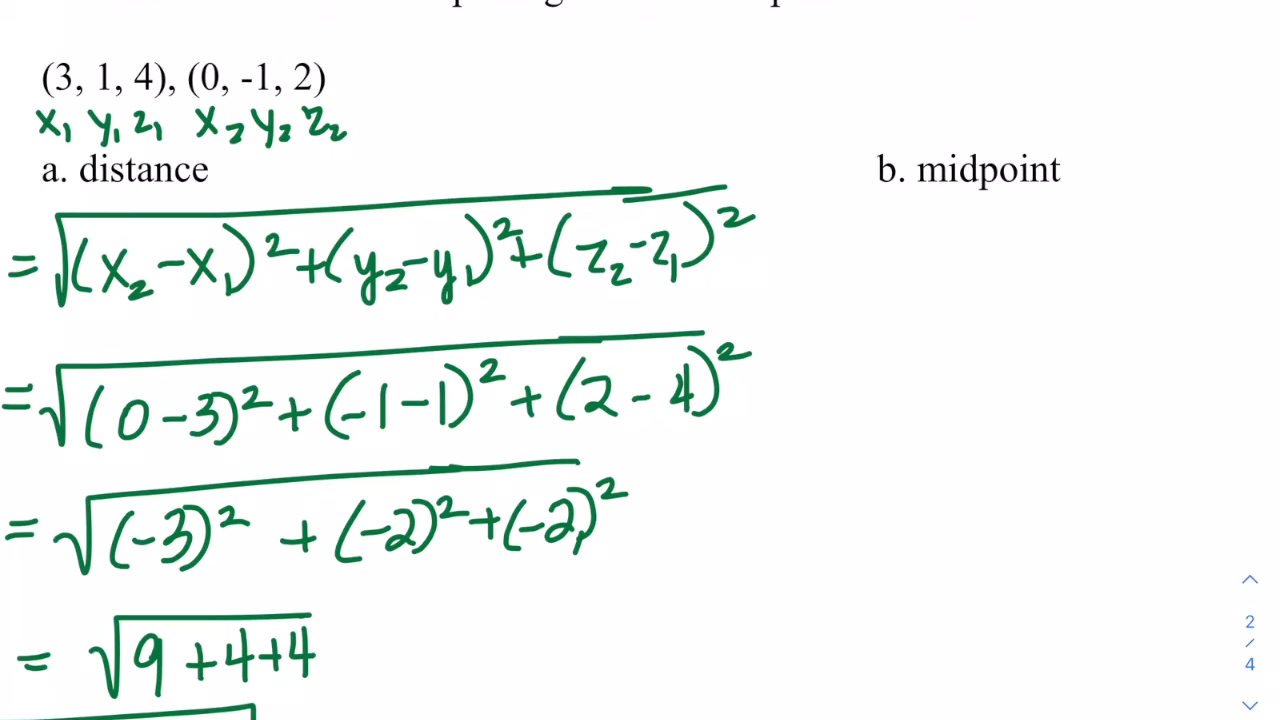 (3, 1, 4), (0, -1, 2)
x₁ y₁ z₁ x₂ y₂ z₂
a. distance
b. midpoint
= √(x₂ - x₁)² + (y₂ - y₁)² + (z₂ - z₁)²
= √(0 - 3)² + (-1 - 1)² + (2 - 4)²
= √(-3)² + (-2)² + (-2)²
= √9 + 4 + 4
2
/
4